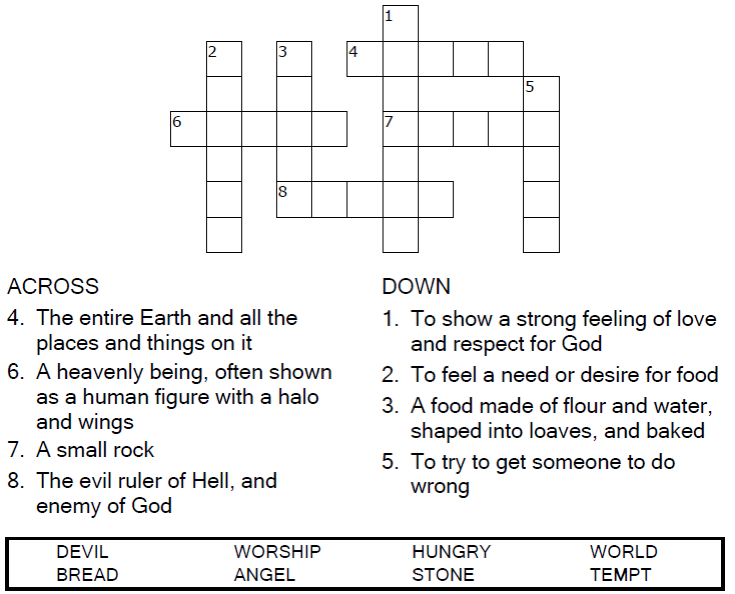 1
2 3 4
5
6 7
8
ACROSS
4. The entire Earth and all the
places and things on it
6. A heavenly being, often shown
as a human figure with a halo
and wings
7. A small rock
8. The evil ruler of Hell, and
enemy of God
DOWN
1. To show a strong feeling of love
and respect for God
2. To feel a need or desire for food
3. A food made of flour and water,
shaped into loaves, and baked
5. To try to get someone to do
wrong
DEVIL WORSHIP HUNGRY WORLD
BREAD ANGEL STONE TEMPT